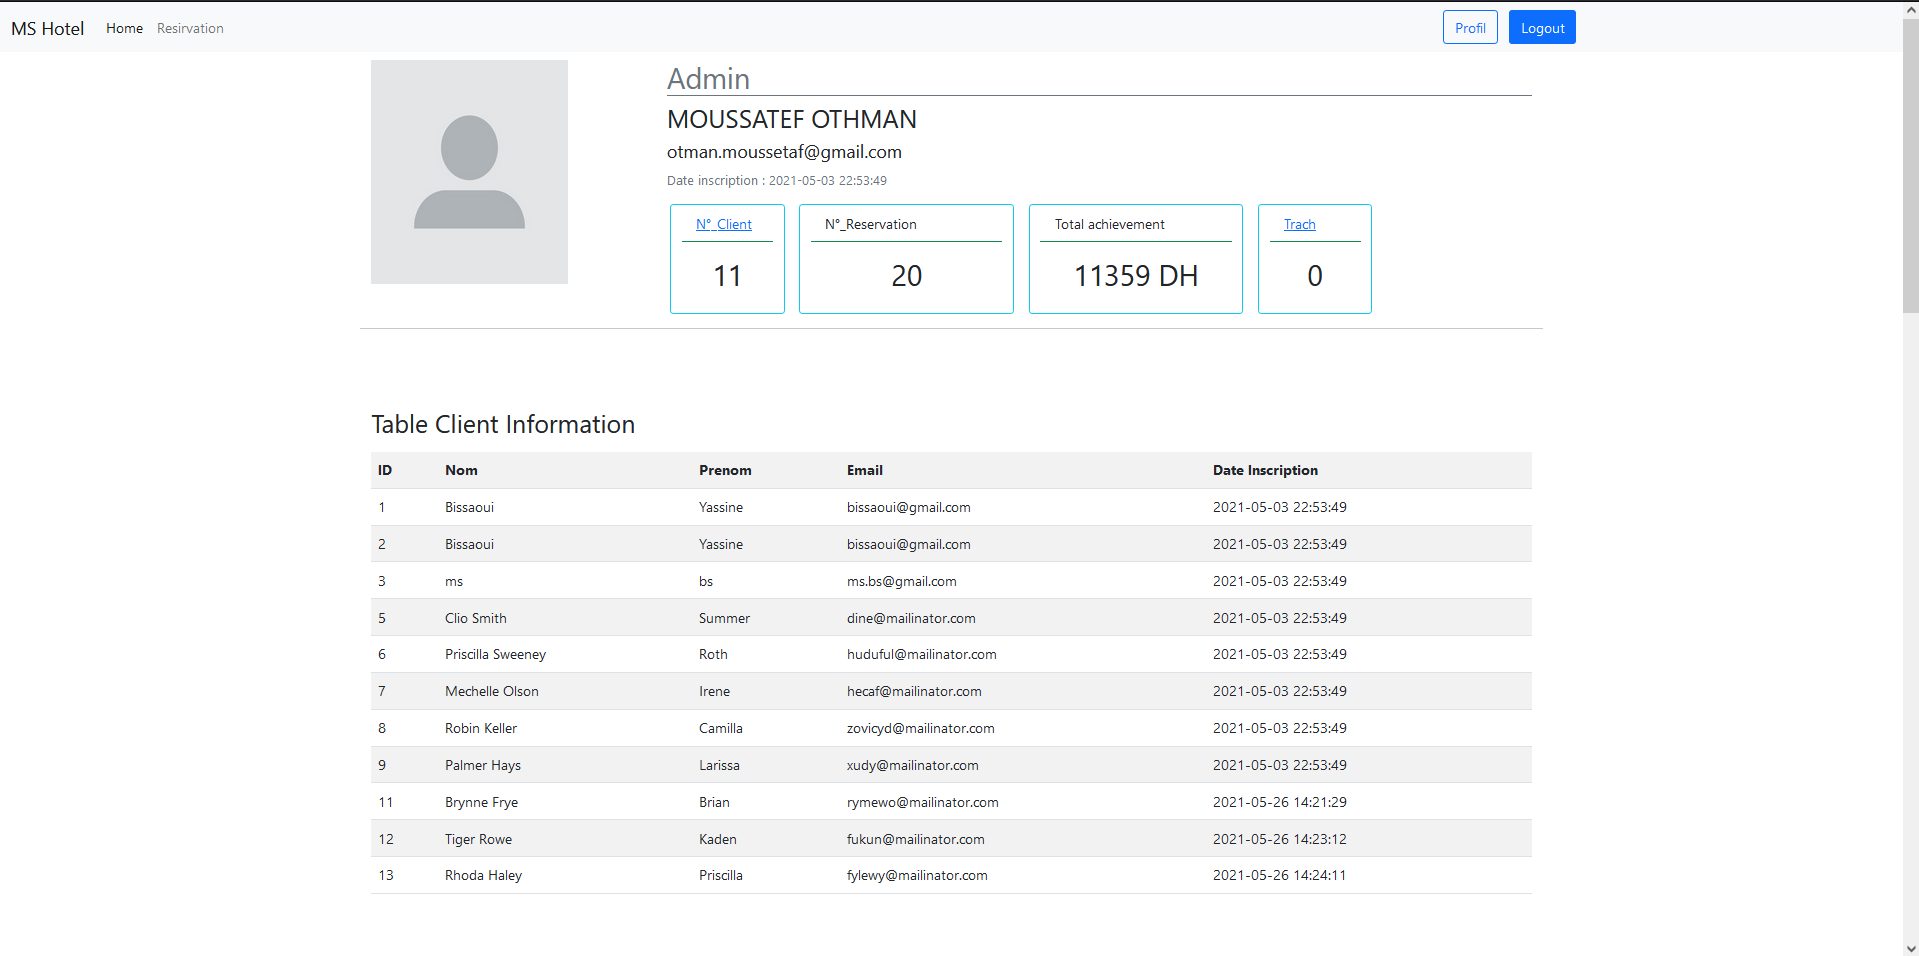 MS Hotel Home Resirvation Profil Logout
Admin
MOUSSATEF OTHMAN
otman.moussetaf@gmail.com
Date inscription : 2021-05-03 22:53:49
N°_Client N°_Reservation Total achievement Trach
11 20 11359 DH 0
Table Client Information
ID Nom Prenom Email Date Inscription
1 Bissaoui Yassine bissaoui@gmail.com 2021-05-03 22:53:49
2 Bissaoui Yassine bissaoui@gmail.com 2021-05-03 22:53:49
3 ms bs ms.bs@gmail.com 2021-05-03 22:53:49
5 Clio Smith Summer dine@mailinator.com 2021-05-03 22:53:49
6 Priscilla Sweeney Roth huduful@mailinator.com 2021-05-03 22:53:49
7 Mechelle Olson Irene hecaf@mailinator.com 2021-05-03 22:53:49
8 Robin Keller Camilla zovicyd@mailinator.com 2021-05-03 22:53:49
9 Palmer Hays Larissa xudy@mailinator.com 2021-05-03 22:53:49
11 Brynne Frye Brian rymewo@mailinator.com 2021-05-26 14:21:29
12 Tiger Rowe Kaden fukun@mailinator.com 2021-05-26 14:23:12
13 Rhoda Haley Priscilla fylewy@mailinator.com 2021-05-26 14:24:11